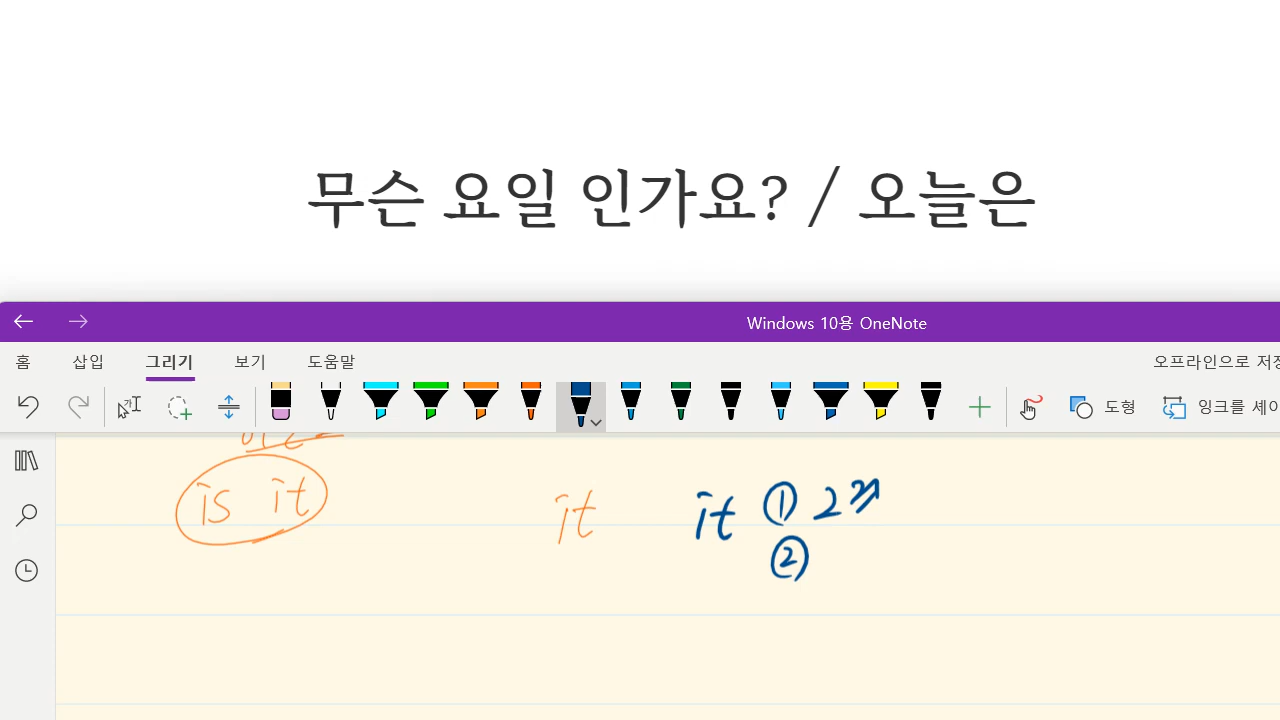 무슨 요일 인가요? / 오늘은
Windows 10용 OneNote
홈 삽입 그리기 보기 도움말
오프라인으로 저장
도형 잉크를 셰이
is it it it ① 2
②